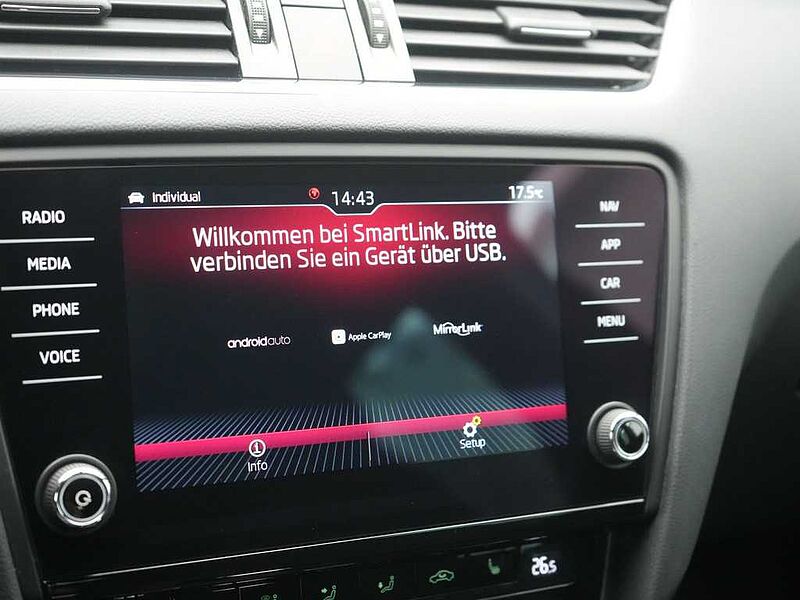 Individual 14:43 17.5°C
Willkommen bei SmartLink. Bitte
verbinden Sie ein Gerät über USB.
androidauto Apple CarPlay MirrorLink
Info Setup
RADIO
MEDIA
PHONE
VOICE
NAV
APP
CAR
MENU
26.5